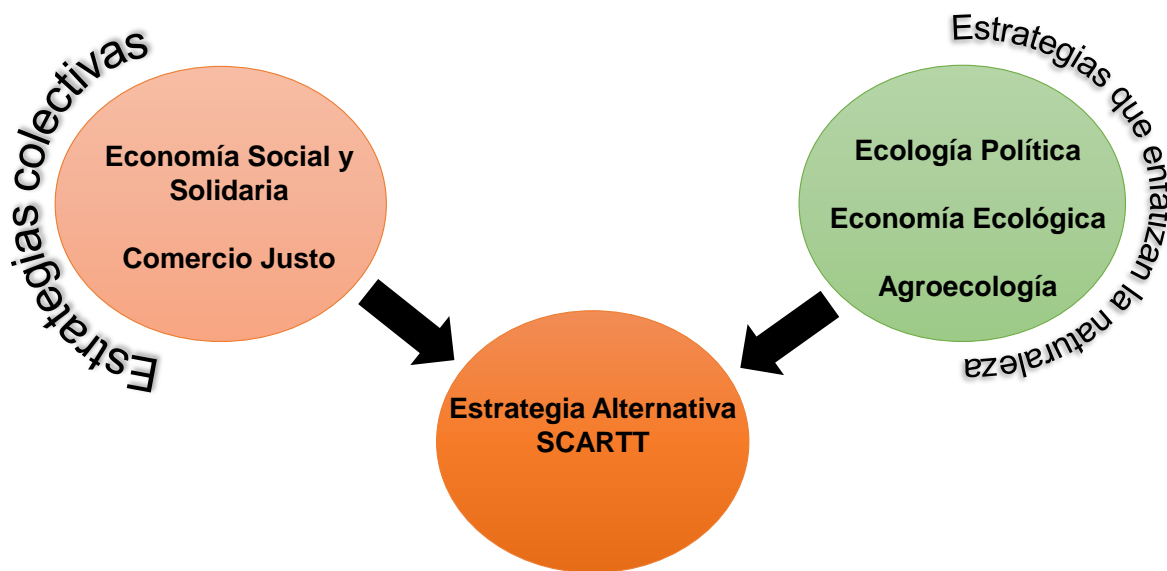 Estrategias colectivas
Economía Social y
Solidaria
Comercio Justo
Estrategias que enfatizan la naturaleza
Ecología Política
Economía Ecológica
Agroecología
Estrategia Alternativa
SCARTT